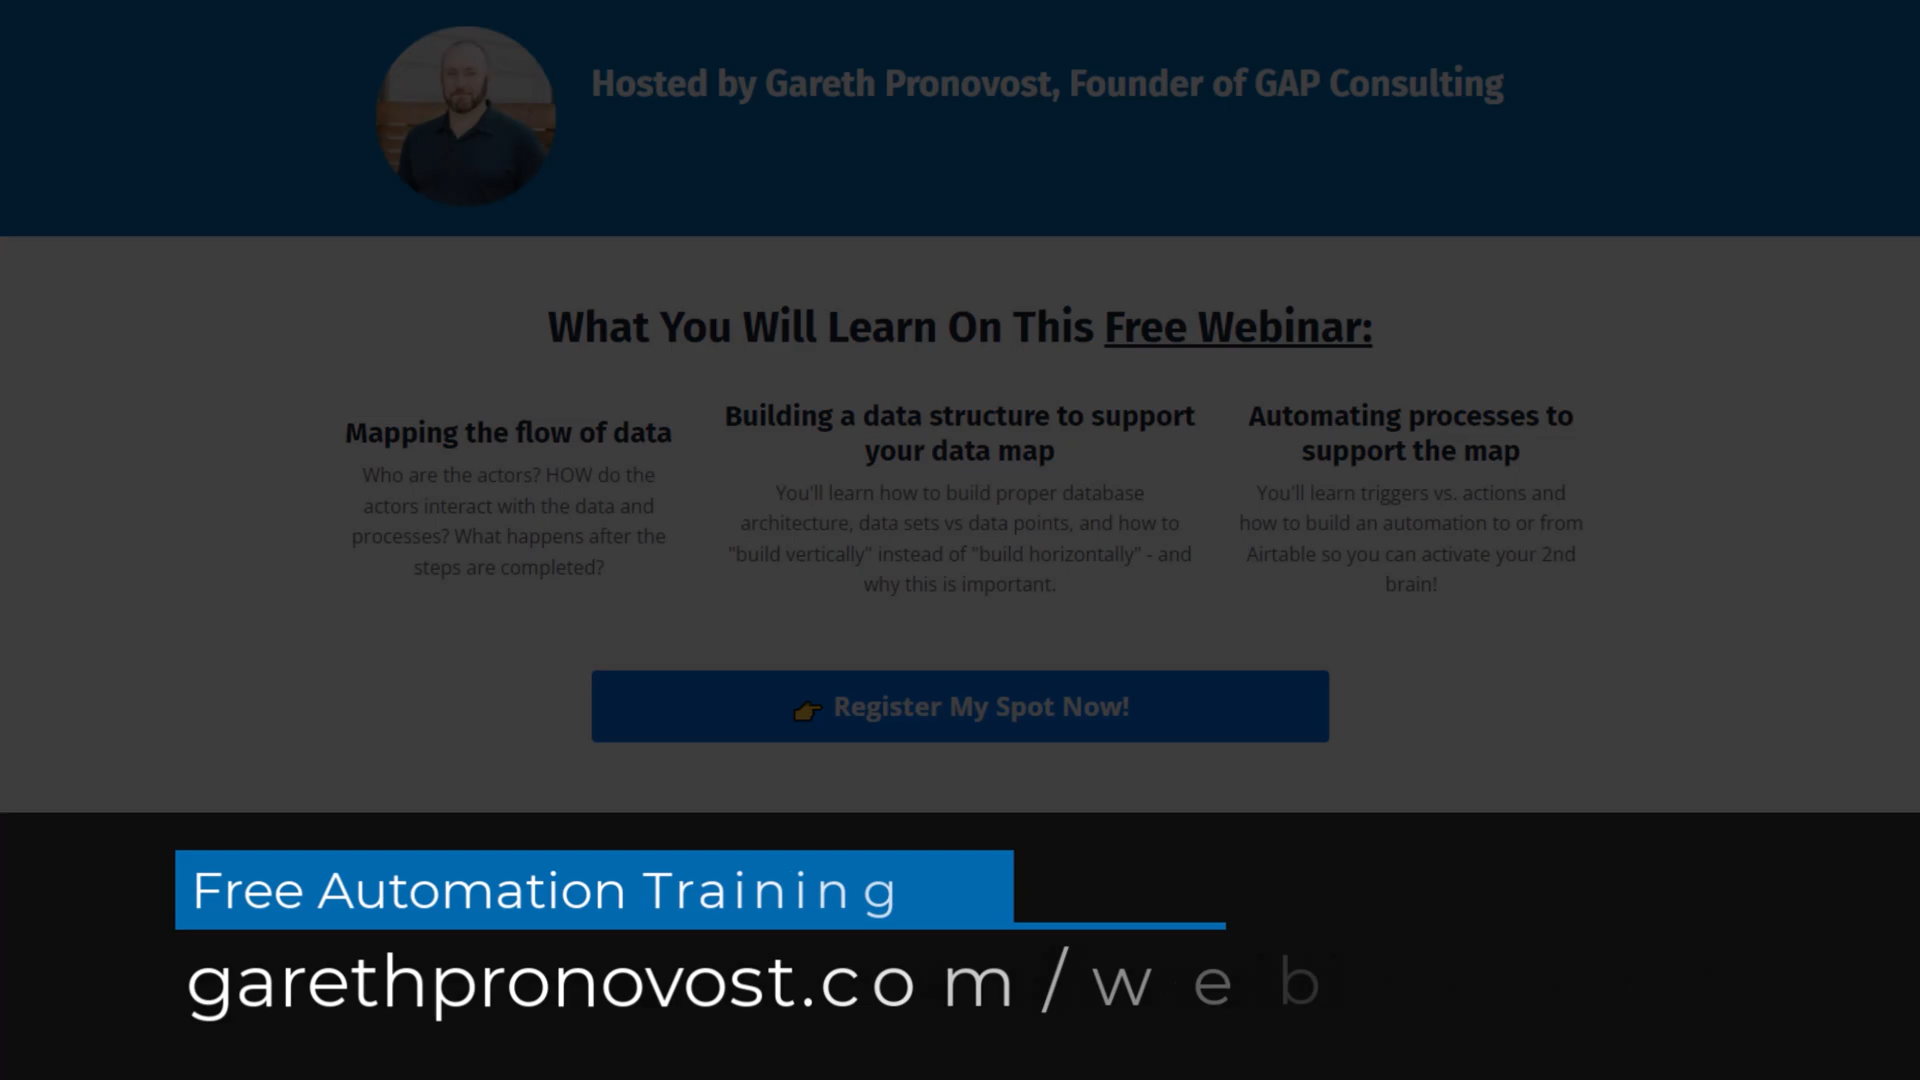 Hosted by Gareth Pronovost, Founder of GAP Consulting
What You Will Learn On This Free Webinar:
Mapping the flow of data
Who are the actors? HOW do the
actors interact with the data and
processes? What happens after the
steps are completed?
Building a data structure to support
your data map
You'll learn how to build proper database
architecture, data sets vs data points, and how to
"build vertically" instead of "build horizontally" - and
why this is important.
Automating processes to
support the map
You'll learn triggers vs. actions and
how to build an automation to or from
Airtable so you can activate your 2nd
brain!
👉 Register My Spot Now!
Free Automation Training
garethpronovost.com/web